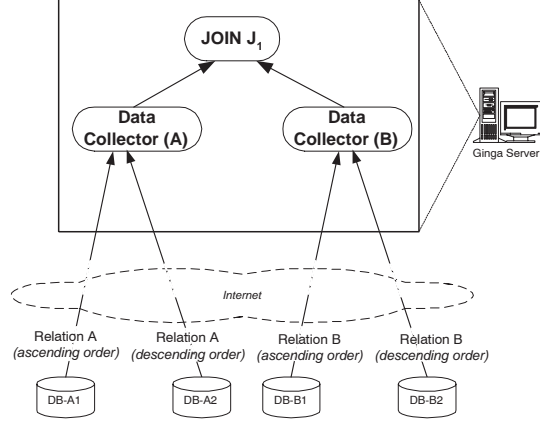 JOIN J1
Data
Collector (A)
Data
Collector (B)
Ginga Server
Internet
Relation A
(ascending order)
Relation A
(descending order)
Relation B
(ascending order)
Relation B
(descending order)
DB-A1
DB-A2
DB-B1
DB-B2